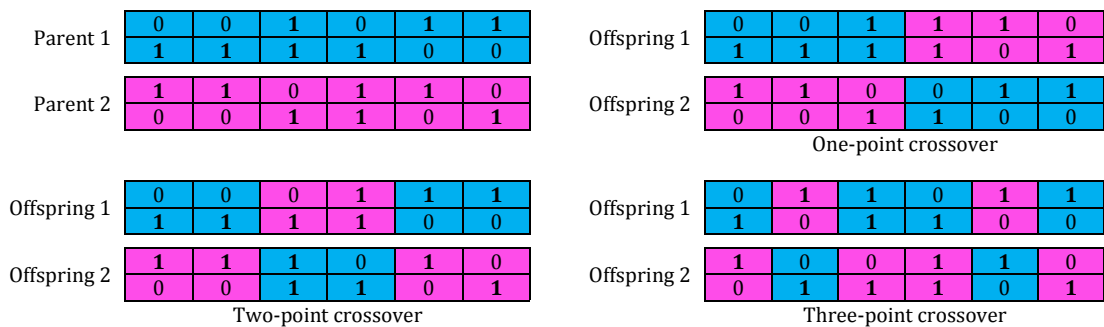 Parent 1
0 0 1 0 1 1
1 1 1 1 0 0
Parent 2
1 1 0 1 1 0
0 0 1 1 0 1
Offspring 1
0 0 1 1 1 0
1 1 1 1 0 1
Offspring 2
1 1 0 0 1 1
0 0 1 1 0 0
One-point crossover
Offspring 1
0 0 0 1 1 1
1 1 1 1 0 0
Offspring 2
1 1 1 0 1 0
0 0 1 1 0 1
Two-point crossover
Offspring 1
0 1 1 0 1 1
1 0 1 1 0 0
Offspring 2
1 0 0 1 1 0
0 1 1 1 0 1
Three-point crossover